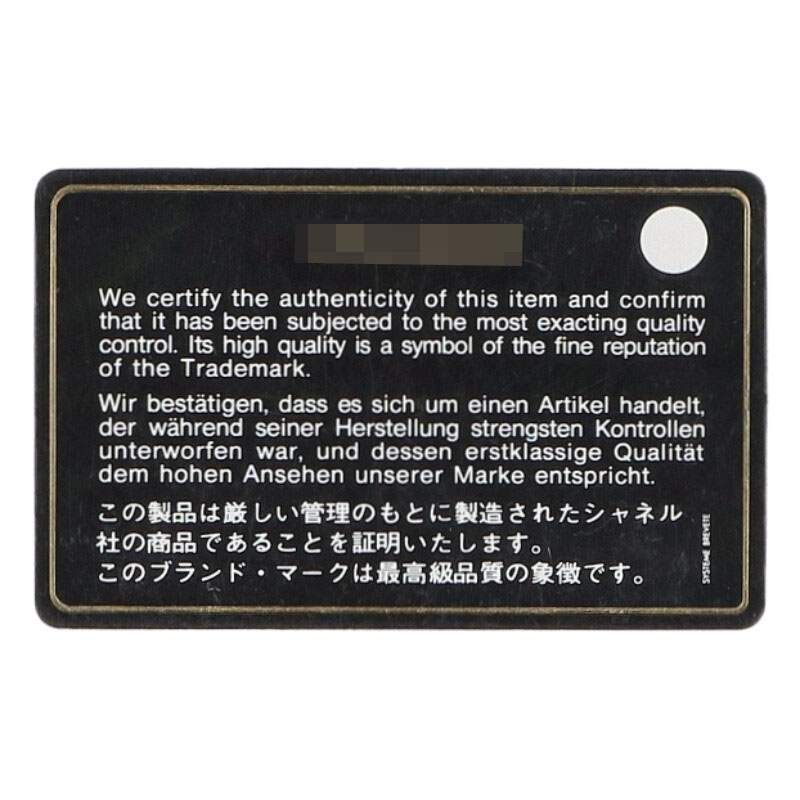 We certify the authenticity of this item and confirm
that it has been subjected to the most exacting quality
control. Its high quality is a symbol of the fine reputation
of the Trademark.
Wir bestätigen, dass es sich um einen Artikel handelt,
der während seiner Herstellung strengsten Kontrollen
unterworfen war, und dessen erstklassige Qualität
dem hohen Ansehen unserer Marke entspricht.
この製品は厳しい管理のもとに製造されたシャネル
社の商品であることを証明いたします。
このブランド・マークは最高級品質の象徴です。
SYSTEME BREVETE